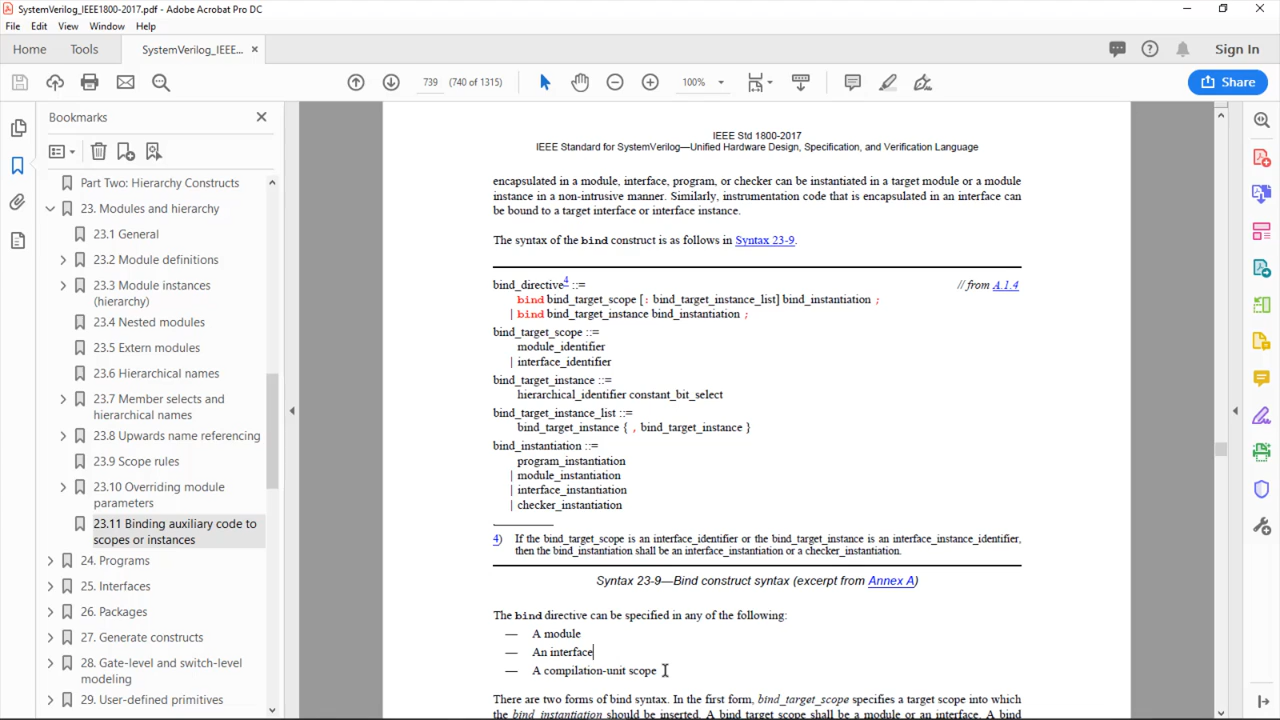 SystemVerilog_IEEE1800-2017.pdf - Adobe Acrobat Pro DC
File Edit View Window Help
Home Tools SystemVerilog_IEEE... × Sign In
739 (740 of 1315) 100% Share
Bookmarks
Part Two: Hierarchy Constructs
23. Modules and hierarchy
23.1 General
23.2 Module definitions
23.3 Module instances
(hierarchy)
23.4 Nested modules
23.5 Extern modules
23.6 Hierarchical names
23.7 Member selects and
hierarchical names
23.8 Upwards name referencing
23.9 Scope rules
23.10 Overriding module
parameters
23.11 Binding auxiliary code to
scopes or instances
24. Programs
25. Interfaces
26. Packages
27. Generate constructs
28. Gate-level and switch-level
modeling
29. User-defined primitives
IEEE Std 1800-2017
IEEE Standard for SystemVerilog—Unified Hardware Design, Specification, and Verification Language
encapsulated in a module, interface, program, or checker can be instantiated in a target module or a module
instance in a non-intrusive manner. Similarly, instrumentation code that is encapsulated in an interface can
be bound to a target interface or interface instance.
The syntax of the bind construct is as follows in Syntax 23-9.
bind_directive4 ::= // from A.1.4
bind bind_target_scope [: bind_target_instance_list] bind_instantiation ;
| bind bind_target_instance bind_instantiation ;
bind_target_scope ::=
module_identifier
| interface_identifier
bind_target_instance ::=
hierarchical_identifier constant_bit_select
bind_target_instance_list ::=
bind_target_instance { , bind_target_instance }
bind_instantiation ::=
program_instantiation
| module_instantiation
| interface_instantiation
| checker_instantiation
4) If the bind_target_scope is an interface_identifier or the bind_target_instance is an interface_instance_identifier,
then the bind_instantiation shall be an interface_instantiation or a checker_instantiation.
Syntax 23-9—Bind construct syntax (excerpt from Annex A)
The bind directive can be specified in any of the following:
— A module
— An interface
— A compilation-unit scope
There are two forms of bind syntax. In the first form, bind_target_scope specifies a target scope into which
the bind_instantiation should be inserted. A bind target scope shall be a module or an interface. A bind